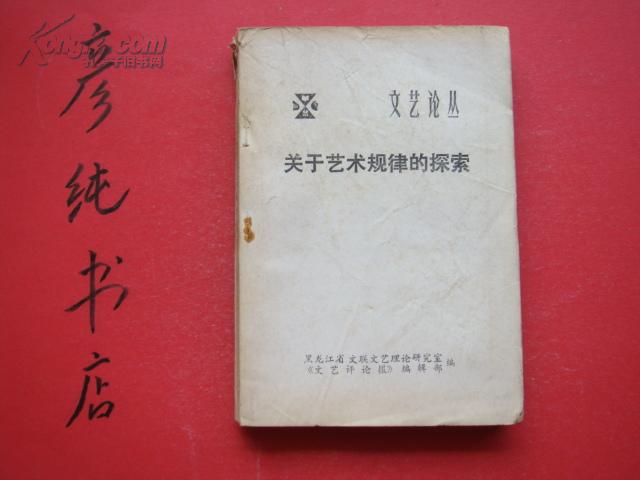 Kongfz.com
孔夫子旧书网
彦纯书店
文艺论丛
关于艺术规律的探索
黑龙江省文联文艺理论研究室
《文艺评论报》编辑部 编